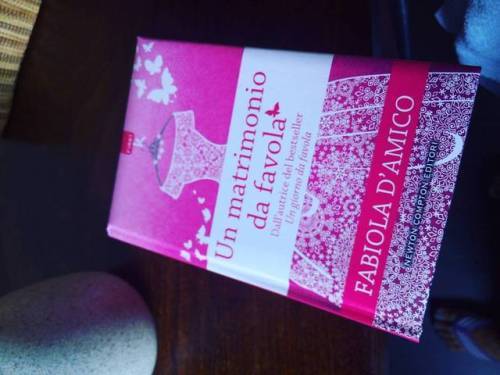 Un matrimonio
da favola
Dall'autrice del bestseller
Un giorno da favola
FABIOLA D'AMICO
NEWTON COMPTON EDITORI